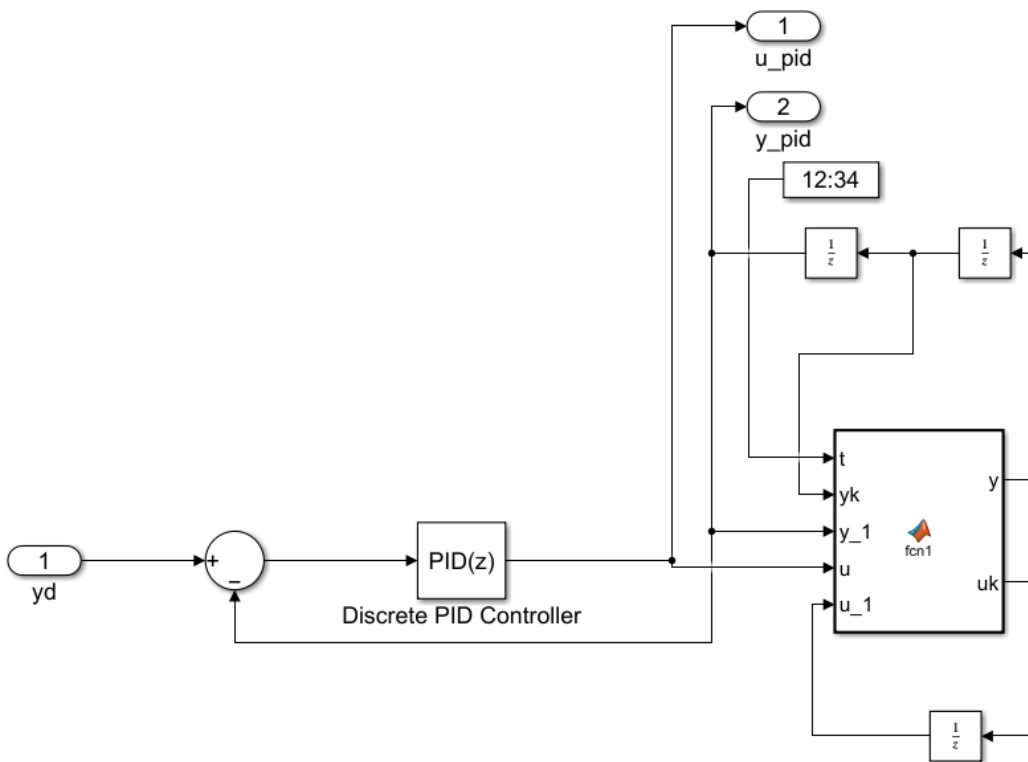 1
u_pid
2
y_pid
12:34
1
z
1
z
t
yk
y_1
u
u_1
fcn1
y
uk
1
yd
+
−
PID(z)
Discrete PID Controller
1
z